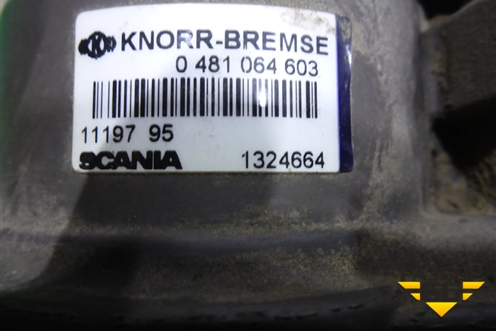 KNORR-BREMSE
0 481 064 603
11197 95
SCANIA 1324664